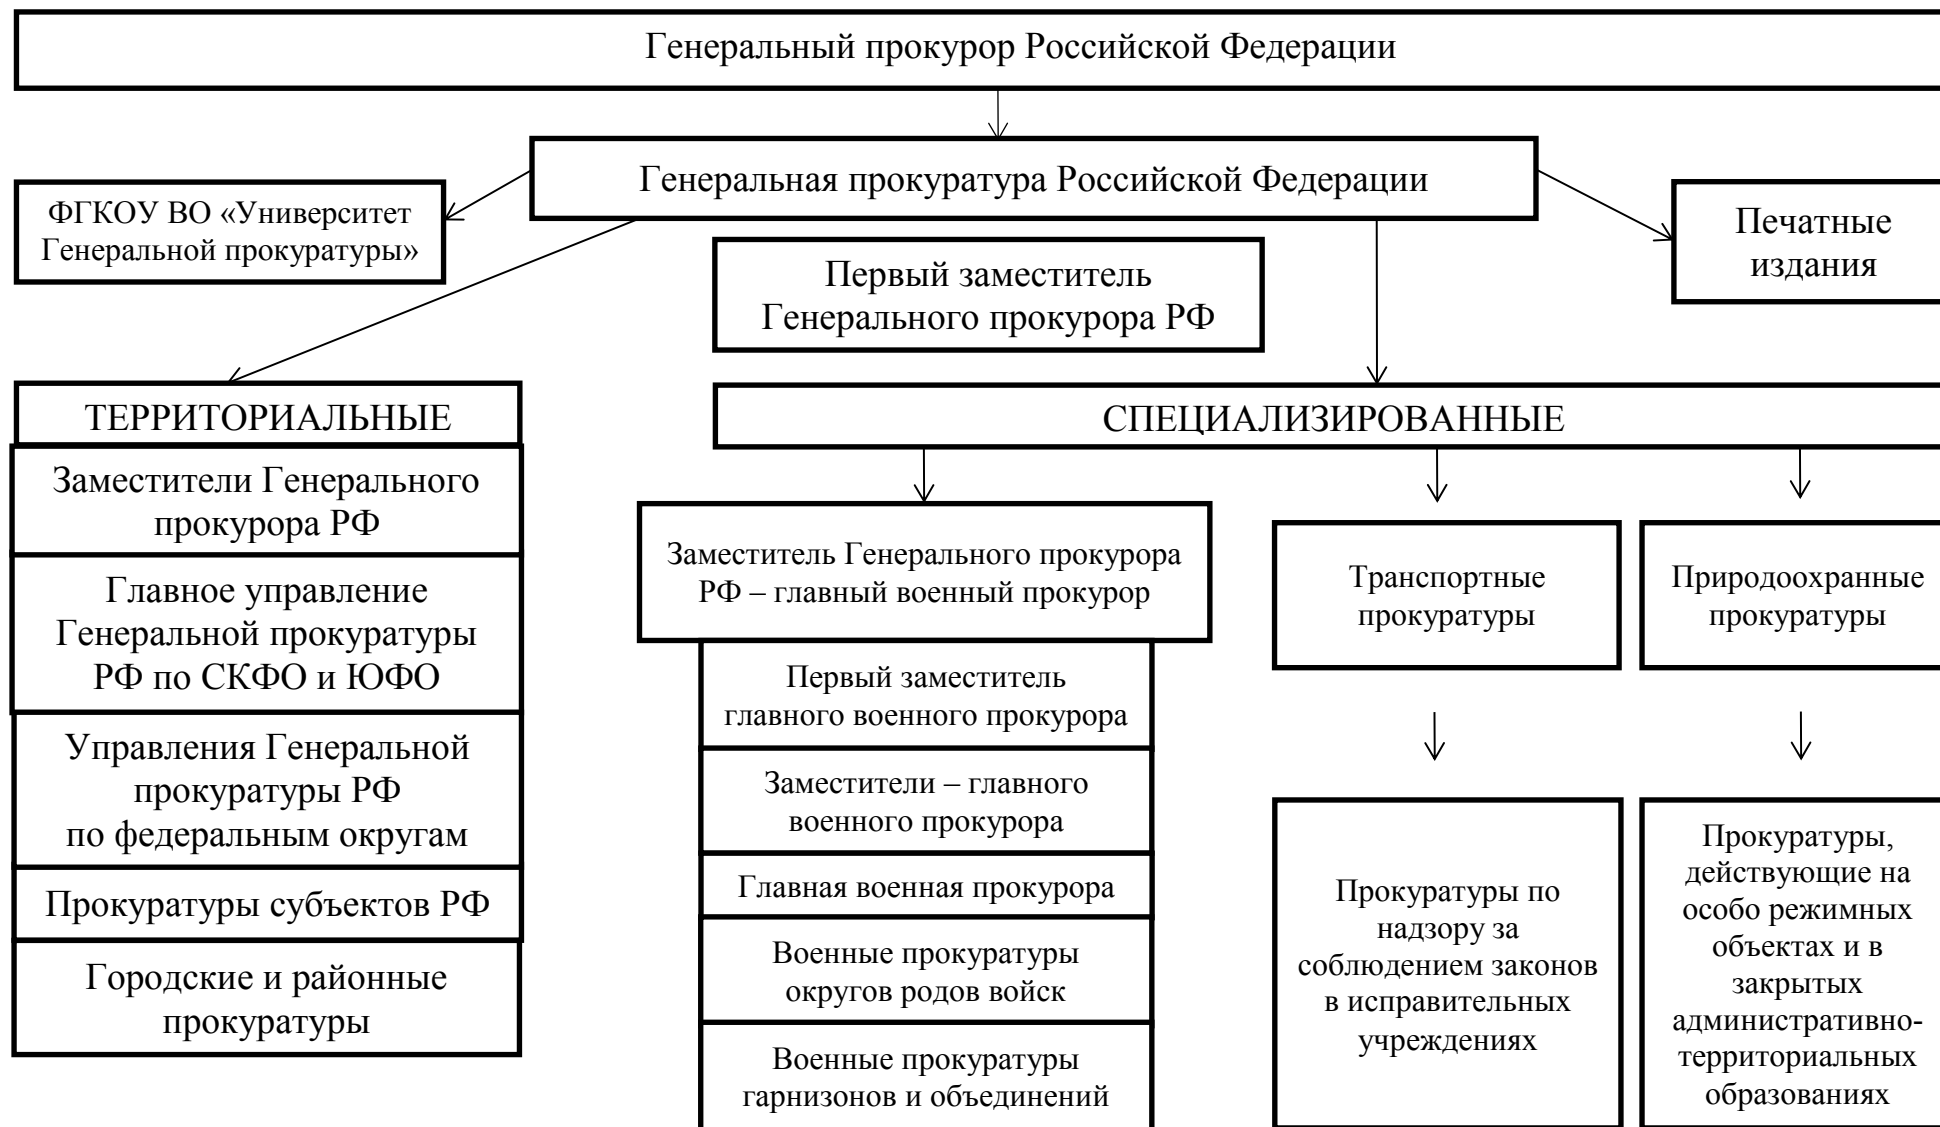 Генеральный прокурор Российской Федерации
Генеральная прокуратура Российской Федерации
ФГКОУ ВО «Университет
Генеральной прокуратуры»
Печатные
издания
Первый заместитель
Генерального прокурора РФ
ТЕРРИТОРИАЛЬНЫЕ
Заместители Генерального
прокурора РФ
Главное управление
Генеральной прокуратуры
РФ по СКФО и ЮФО
Управления Генеральной
прокуратуры РФ
по федеральным округам
Прокуратуры субъектов РФ
Городские и районные
прокуратуры
СПЕЦИАЛИЗИРОВАННЫЕ
Заместитель Генерального прокурора
РФ – главный военный прокурор
Первый заместитель
главного военного прокурора
Заместители – главного
военного прокурора
Главная военная прокурора
Военные прокуратуры
округов родов войск
Военные прокуратуры
гарнизонов и объединений
Транспортные
прокуратуры
Прокуратуры по
надзору за
соблюдением законов
в исправительных
учреждениях
Природоохранные
прокуратуры
Прокуратуры,
действующие на
особо режимных
объектах и в
закрытых
административно-
территориальных
образованиях